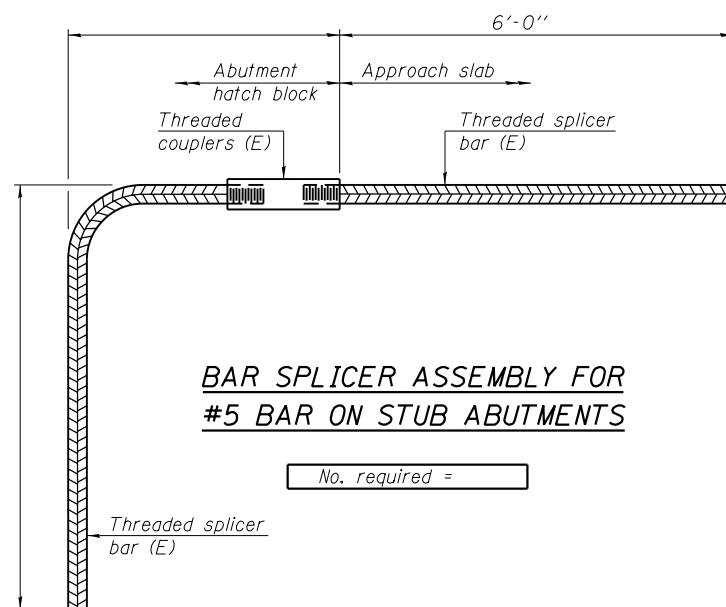 6'-0"
Abutment
hatch block
Approach slab
Threaded
couplers (E)
Threaded splicer
bar (E)
BAR SPLICER ASSEMBLY FOR
#5 BAR ON STUB ABUTMENTS
No. required =
Threaded splicer
bar (E)